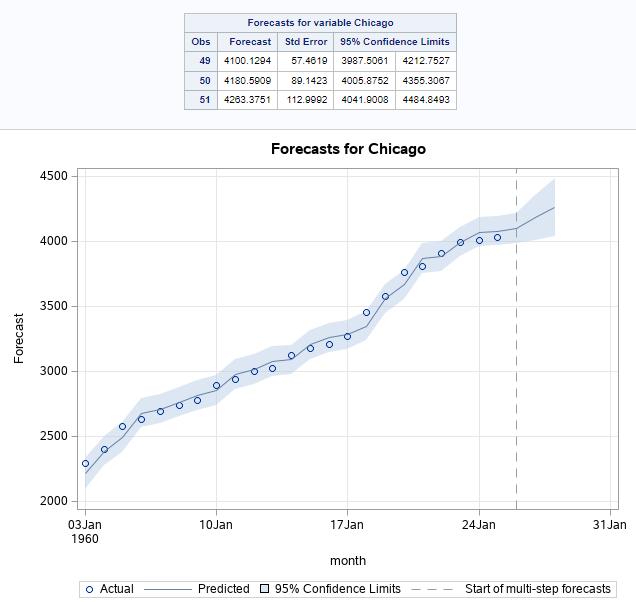 Forecasts for variable Chicago
Obs Forecast Std Error 95% Confidence Limits
49 4100.1294 57.4619 3987.5061 4212.7527
50 4180.5909 89.1423 4005.8752 4355.3067
51 4263.3751 112.9992 4041.9008 4484.8493
Forecasts for Chicago
4500
4000
3500
3000
2500
2000
Forecast
03Jan 10Jan 17Jan 24Jan 31Jan
1960
month
Actual Predicted 95% Confidence Limits Start of multi-step forecasts